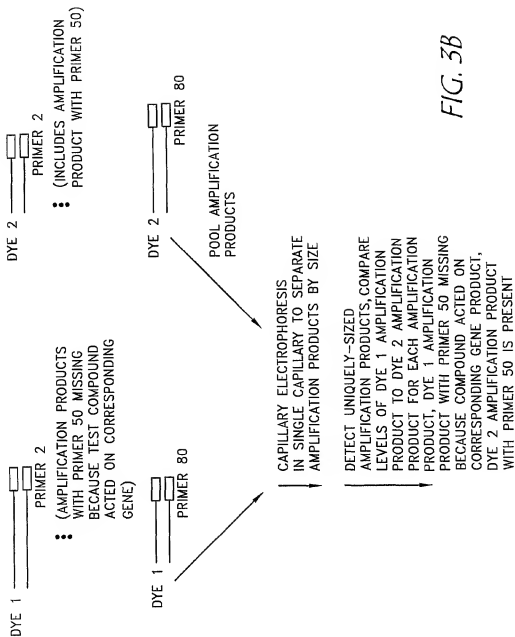 DYE 1
PRIMER 2
(AMPLIFICATION PRODUCTS
WITH PRIMER 50 MISSING
BECAUSE TEST COMPOUND
ACTED ON CORRESPONDING
GENE)
DYE 1
PRIMER 80
DYE 2
PRIMER 2
(INCLUDES AMPLIFICATION
PRODUCT WITH PRIMER 50)
DYE 2
PRIMER 80
POOL AMPLIFICATION
PRODUCTS
CAPILLARY ELECTROPHORESIS
IN SINGLE CAPILLARY TO SEPARATE
AMPLIFICATION PRODUCTS BY SIZE
DETECT UNIQUELY-SIZED
AMPLIFICATION PRODUCTS, COMPARE
LEVELS OF DYE 1 AMPLIFICATION
PRODUCT TO DYE 2 AMPLIFICATION
PRODUCT FOR EACH AMPLIFICATION
PRODUCT, DYE 1 AMPLIFICATION
PRODUCT WITH PRIMER 50 MISSING
BECAUSE COMPOUND ACTED ON
CORRESPONDING GENE PRODUCT,
DYE 2 AMPLIFICATION PRODUCT
WITH PRIMER 50 IS PRESENT
FIG. 3B